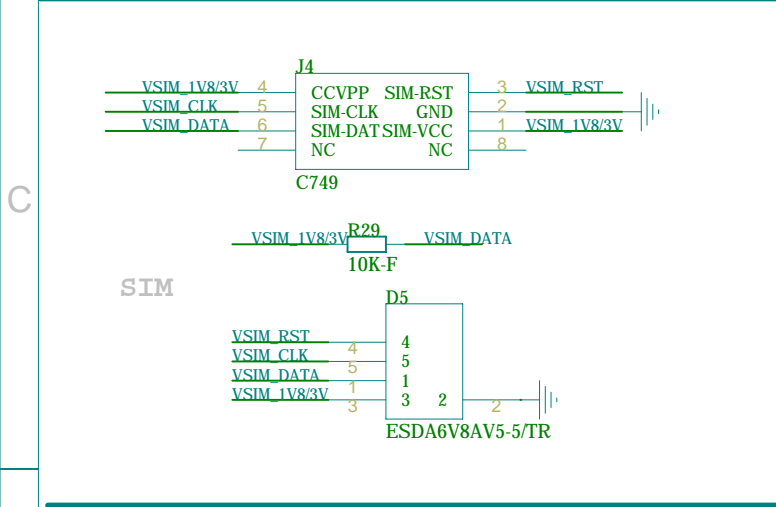 J4
VSIM_1V8/3V 4 CCVPP SIM-RST 3 VSIM_RST
VSIM_CLK 5 SIM-CLK GND 2
VSIM_DATA 6 SIM-DAT SIM-VCC 1 VSIM_1V8/3V
7 NC NC 8
C749
C
R29
VSIM_1V8/3V VSIM_DATA
10K-F
SIM
D5
VSIM_RST 4 4
VSIM_CLK 5 5
VSIM_DATA 1 1
VSIM_1V8/3V 3 3 2 2
ESDA6V8AV5-5/TR